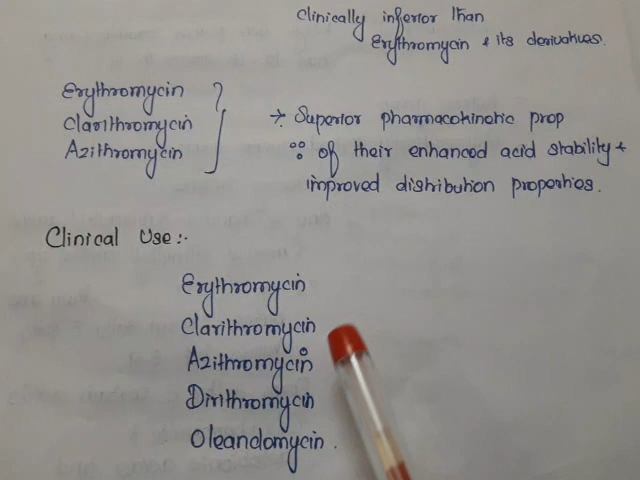 Clinically inferior than
Erythromycin & its derivatives.
Erythromycin
Clarithromycin
Azithromycin
→ Superior pharmacokinetic prop
∵ of their enhanced acid stability +
improved distribution properties.
Clinical Use:-
Erythromycin
Clarithromycin
Azithromycin
Dirithromycin
Oleandomycin.